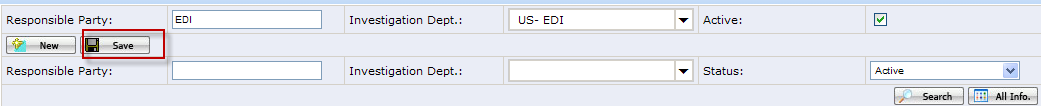 Responsible Party: EDI Investigation Dept.: US- EDI Active:
New Save
Responsible Party: Investigation Dept.: Status: Active
Search All Info.